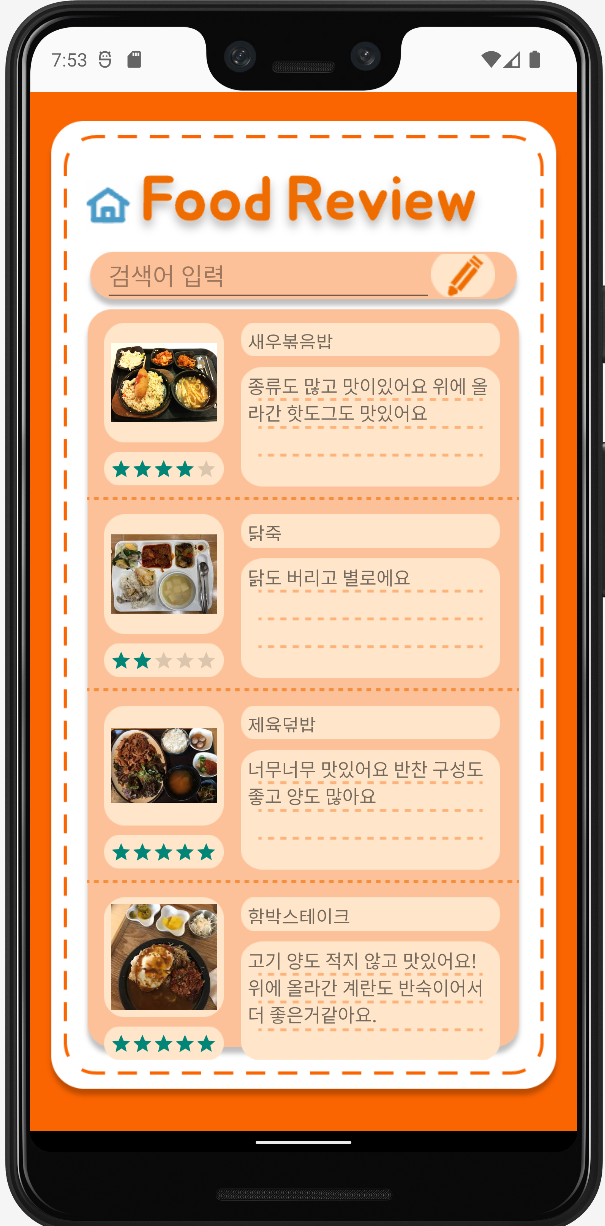 7:53
Food Review
검색어 입력
새우볶음밥
종류도 많고 맛이있어요 위에 올
라간 핫도그도 맛있어요
닭죽
닭도 버리고 별로에요
제육덮밥
너무너무 맛있어요 반찬 구성도
좋고 양도 많아요
함박스테이크
고기 양도 적지 않고 맛있어요!
위에 올라간 계란도 반숙이어서
더 좋은거같아요.